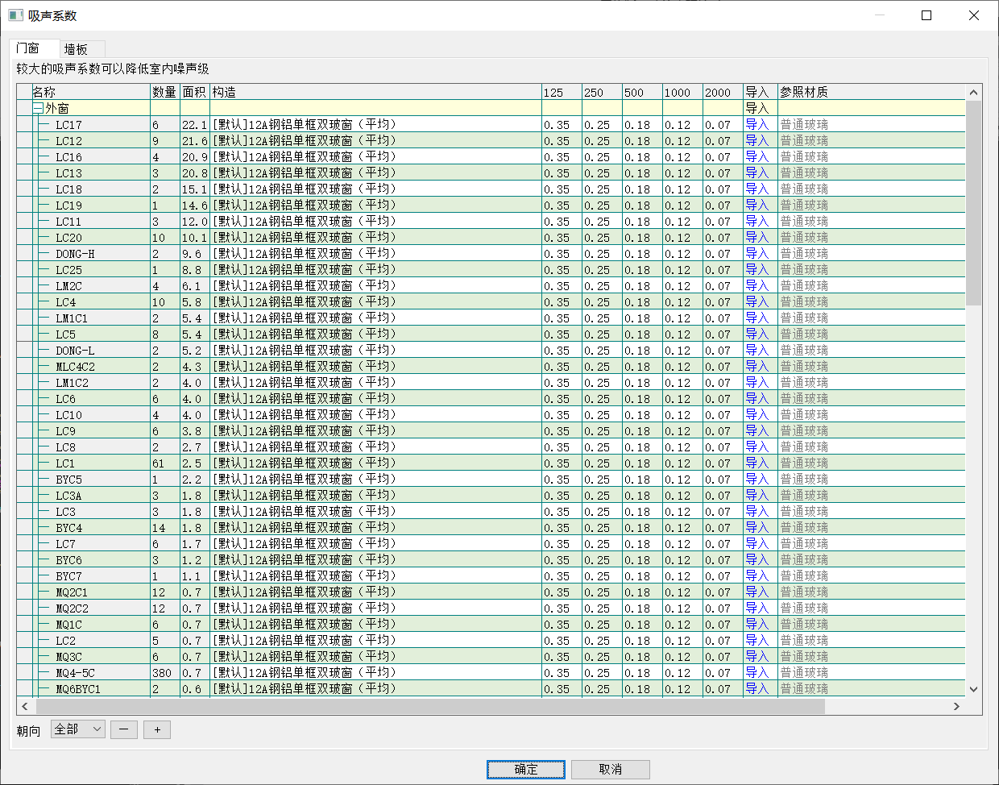 吸声系数
门窗 墙板
较大的吸声系数可以降低室内噪声级
名称 数量 面积 构造 125 250 500 1000 2000 导入 参照材质
外窗 导入
LC17 6 22.1 [默认]12A钢铝单框双玻窗（平均） 0.35 0.25 0.18 0.12 0.07 导入 普通玻璃
LC12 9 21.6 [默认]12A钢铝单框双玻窗（平均） 0.35 0.25 0.18 0.12 0.07 导入 普通玻璃
LC16 4 20.9 [默认]12A钢铝单框双玻窗（平均） 0.35 0.25 0.18 0.12 0.07 导入 普通玻璃
LC13 3 20.8 [默认]12A钢铝单框双玻窗（平均） 0.35 0.25 0.18 0.12 0.07 导入 普通玻璃
LC18 2 15.1 [默认]12A钢铝单框双玻窗（平均） 0.35 0.25 0.18 0.12 0.07 导入 普通玻璃
LC19 1 14.6 [默认]12A钢铝单框双玻窗（平均） 0.35 0.25 0.18 0.12 0.07 导入 普通玻璃
LC11 3 12.0 [默认]12A钢铝单框双玻窗（平均） 0.35 0.25 0.18 0.12 0.07 导入 普通玻璃
LC20 10 10.1 [默认]12A钢铝单框双玻窗（平均） 0.35 0.25 0.18 0.12 0.07 导入 普通玻璃
DONG-H 2 9.6 [默认]12A钢铝单框双玻窗（平均） 0.35 0.25 0.18 0.12 0.07 导入 普通玻璃
LC25 1 8.8 [默认]12A钢铝单框双玻窗（平均） 0.35 0.25 0.18 0.12 0.07 导入 普通玻璃
LM2C 4 6.1 [默认]12A钢铝单框双玻窗（平均） 0.35 0.25 0.18 0.12 0.07 导入 普通玻璃
LC4 10 5.8 [默认]12A钢铝单框双玻窗（平均） 0.35 0.25 0.18 0.12 0.07 导入 普通玻璃
LM1C1 2 5.4 [默认]12A钢铝单框双玻窗（平均） 0.35 0.25 0.18 0.12 0.07 导入 普通玻璃
LC5 8 5.4 [默认]12A钢铝单框双玻窗（平均） 0.35 0.25 0.18 0.12 0.07 导入 普通玻璃
DONG-L 2 5.2 [默认]12A钢铝单框双玻窗（平均） 0.35 0.25 0.18 0.12 0.07 导入 普通玻璃
MLC4C2 2 4.3 [默认]12A钢铝单框双玻窗（平均） 0.35 0.25 0.18 0.12 0.07 导入 普通玻璃
LM1C2 2 4.0 [默认]12A钢铝单框双玻窗（平均） 0.35 0.25 0.18 0.12 0.07 导入 普通玻璃
LC6 6 4.0 [默认]12A钢铝单框双玻窗（平均） 0.35 0.25 0.18 0.12 0.07 导入 普通玻璃
LC10 4 4.0 [默认]12A钢铝单框双玻窗（平均） 0.35 0.25 0.18 0.12 0.07 导入 普通玻璃
LC9 6 3.8 [默认]12A钢铝单框双玻窗（平均） 0.35 0.25 0.18 0.12 0.07 导入 普通玻璃
LC8 2 2.7 [默认]12A钢铝单框双玻窗（平均） 0.35 0.25 0.18 0.12 0.07 导入 普通玻璃
LC1 61 2.5 [默认]12A钢铝单框双玻窗（平均） 0.35 0.25 0.18 0.12 0.07 导入 普通玻璃
BYC5 1 2.2 [默认]12A钢铝单框双玻窗（平均） 0.35 0.25 0.18 0.12 0.07 导入 普通玻璃
LC3A 3 1.8 [默认]12A钢铝单框双玻窗（平均） 0.35 0.25 0.18 0.12 0.07 导入 普通玻璃
LC3 3 1.8 [默认]12A钢铝单框双玻窗（平均） 0.35 0.25 0.18 0.12 0.07 导入 普通玻璃
BYC4 14 1.8 [默认]12A钢铝单框双玻窗（平均） 0.35 0.25 0.18 0.12 0.07 导入 普通玻璃
LC7 6 1.7 [默认]12A钢铝单框双玻窗（平均） 0.35 0.25 0.18 0.12 0.07 导入 普通玻璃
BYC6 3 1.2 [默认]12A钢铝单框双玻窗（平均） 0.35 0.25 0.18 0.12 0.07 导入 普通玻璃
BYC7 1 1.1 [默认]12A钢铝单框双玻窗（平均） 0.35 0.25 0.18 0.12 0.07 导入 普通玻璃
MQ2C1 12 0.7 [默认]12A钢铝单框双玻窗（平均） 0.35 0.25 0.18 0.12 0.07 导入 普通玻璃
MQ2C2 12 0.7 [默认]12A钢铝单框双玻窗（平均） 0.35 0.25 0.18 0.12 0.07 导入 普通玻璃
MQ1C 6 0.7 [默认]12A钢铝单框双玻窗（平均） 0.35 0.25 0.18 0.12 0.07 导入 普通玻璃
LC2 5 0.7 [默认]12A钢铝单框双玻窗（平均） 0.35 0.25 0.18 0.12 0.07 导入 普通玻璃
MQ3C 6 0.7 [默认]12A钢铝单框双玻窗（平均） 0.35 0.25 0.18 0.12 0.07 导入 普通玻璃
MQ4-5C 380 0.7 [默认]12A钢铝单框双玻窗（平均） 0.35 0.25 0.18 0.12 0.07 导入 普通玻璃
MQ6BYC1 2 0.6 [默认]12A钢铝单框双玻窗（平均） 0.35 0.25 0.18 0.12 0.07 导入 普通玻璃
朝向 全部 － +
确定 取消